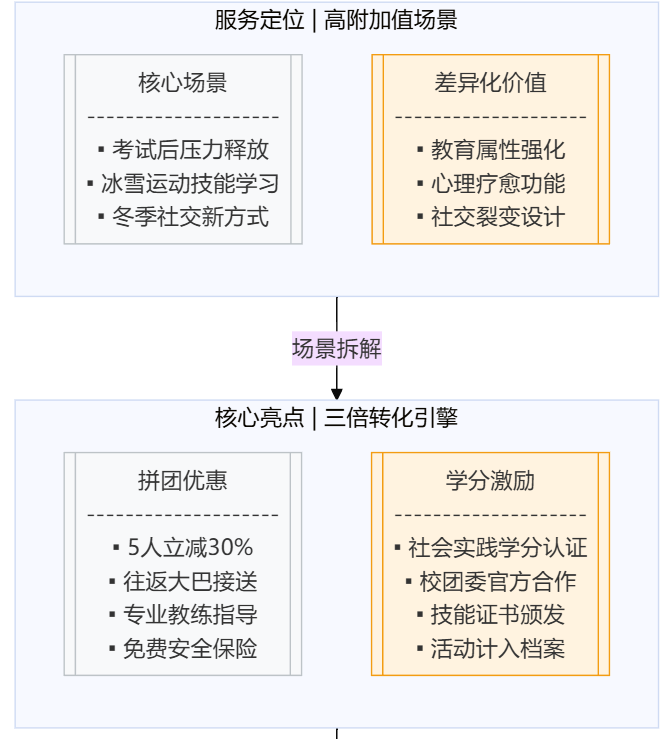 服务定位 | 高附加值场景
核心场景
--------------------
▪ 考试后压力释放
▪ 冰雪运动技能学习
▪ 冬季社交新方式
差异化价值
--------------------
▪ 教育属性强化
▪ 心理疗愈功能
▪ 社交裂变设计
场景拆解
核心亮点 | 三倍转化引擎
拼团优惠
--------------------
▪ 5人立减30%
▪ 往返大巴接送
▪ 专业教练指导
▪ 免费安全保险
学分激励
--------------------
▪ 社会实践学分认证
▪ 校团委官方合作
▪ 技能证书颁发
▪ 活动计入档案